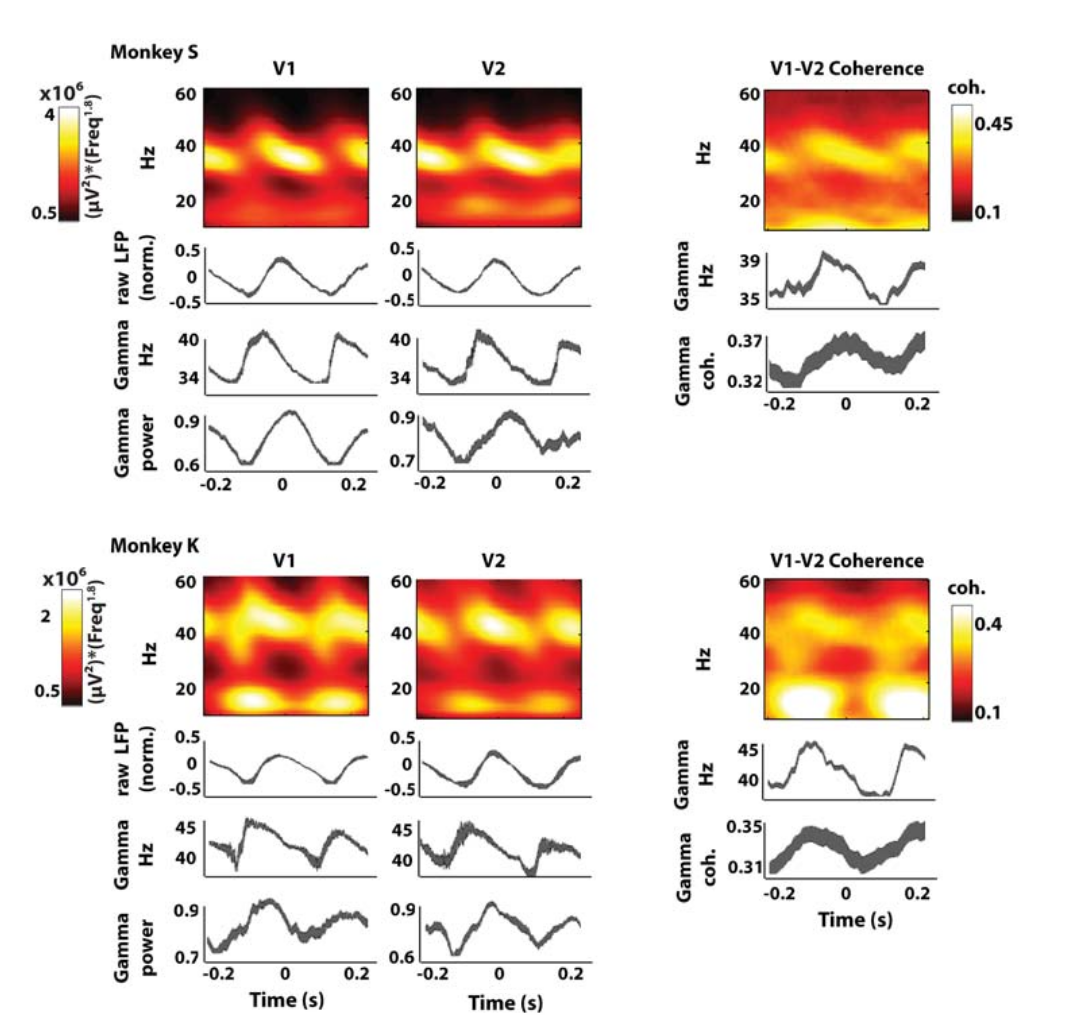 Monkey S
V1
V2
V1-V2 Coherence
x10⁶
4
0.5
(µV²)*(Freq¹·⁸)
Hz
60
40
20
60
40
20
Hz
60
40
20
coh.
0.45
0.1
raw LFP
(norm.)
0.5
0
-0.5
0.5
0
-0.5
Gamma
Hz
39
35
Gamma
Hz
40
34
40
34
Gamma
coh.
0.37
0.32
-0.2 0 0.2
Gamma
power
0.9
0.6
0.9
0.7
-0.2 0 0.2
-0.2 0 0.2
Monkey K
V1
V2
V1-V2 Coherence
x10⁶
2
0.5
(µV²)*(Freq¹·⁸)
Hz
60
40
20
60
40
20
Hz
60
40
20
coh.
0.4
0.1
raw LFP
(norm.)
0.5
0
-0.5
0.5
0
-0.5
Gamma
Hz
45
40
Gamma
Hz
45
40
45
40
Gamma
coh.
0.35
0.31
-0.2 0 0.2
Time (s)
Gamma
power
0.9
0.7
0.9
0.6
-0.2 0 0.2
-0.2 0 0.2
Time (s)
Time (s)